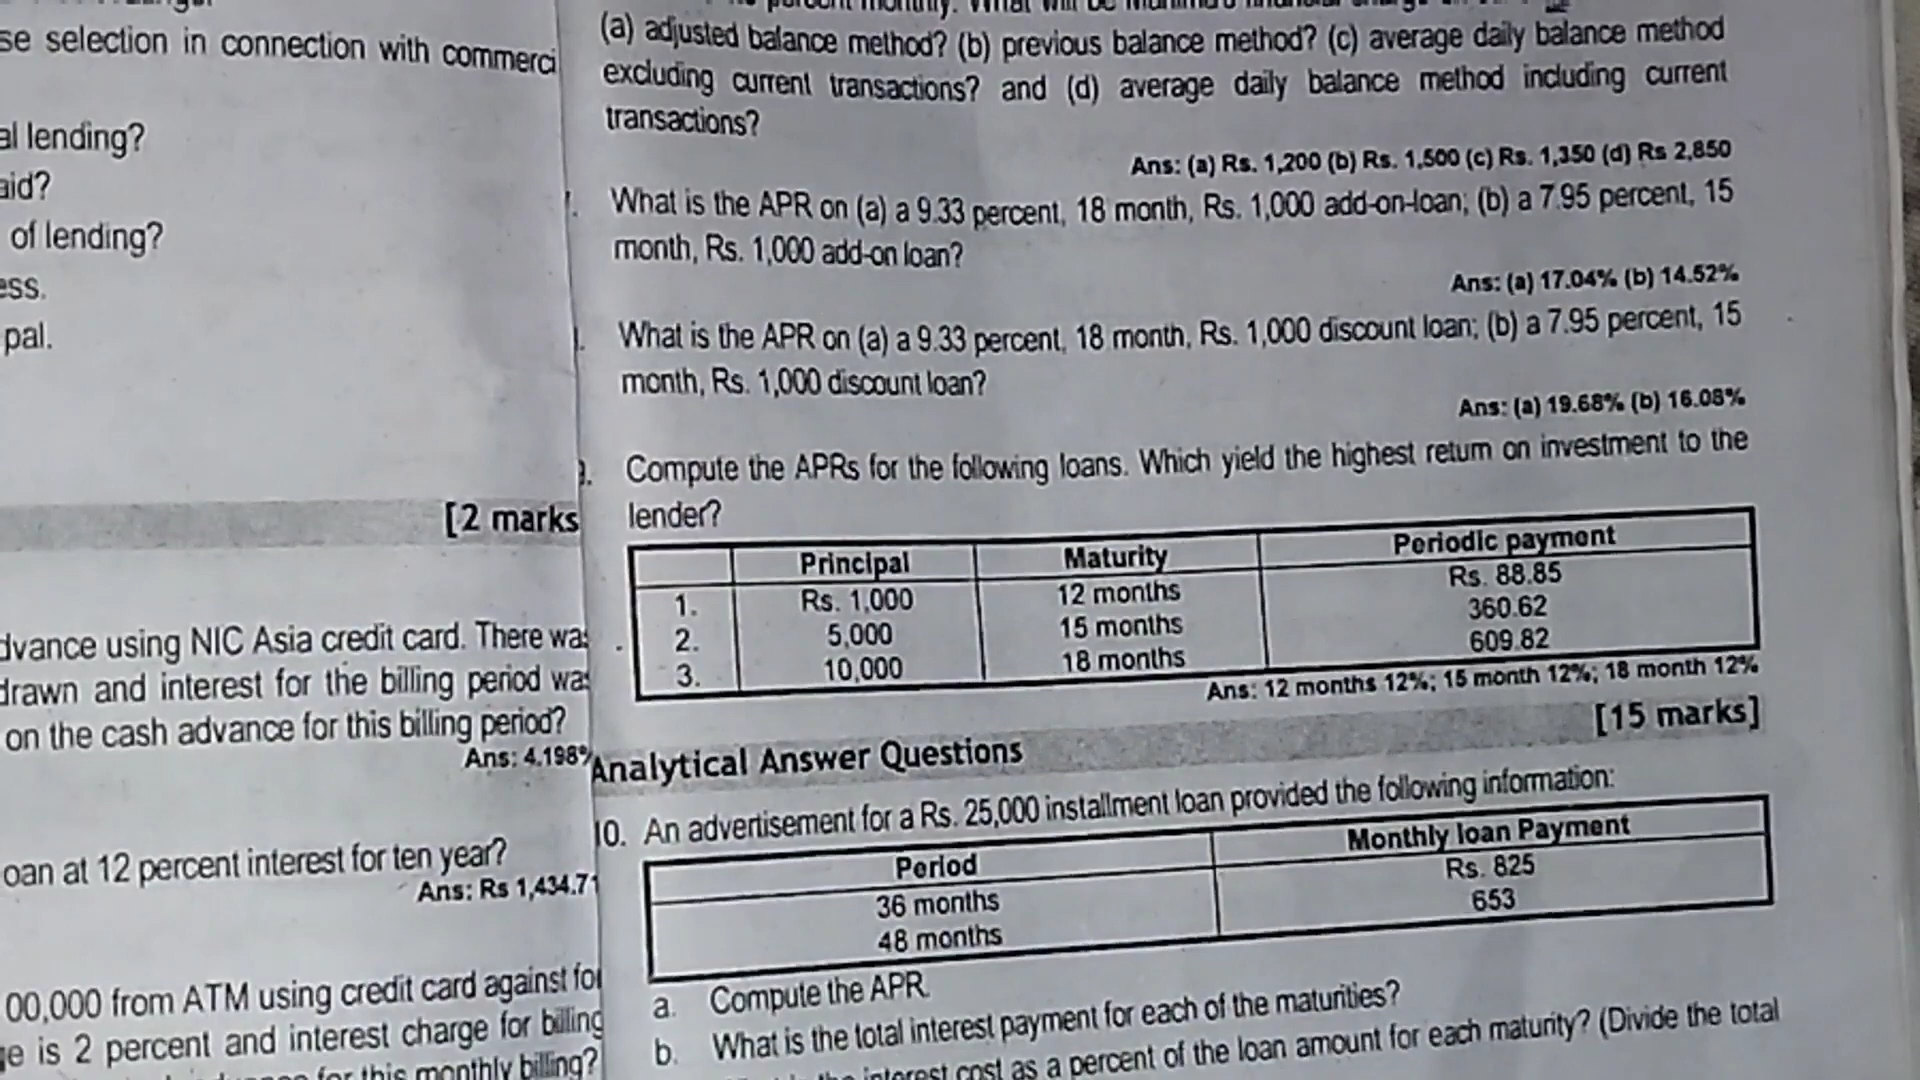 se selection in connection with commerci
al lending?
aid?
of lending?
ess.
pal.
[2 marks
dvance using NIC Asia credit card. There was
drawn and interest for the billing period was
on the cash advance for this billing period?
Ans: 4.198%
oan at 12 percent interest for ten year?
Ans: Rs 1,434.71
00,000 from ATM using credit card against for
ge is 2 percent and interest charge for billing
for this monthly billing?
(a) adjusted balance method? (b) previous balance method? (c) average daily balance method
excluding current transactions? and (d) average daily balance method including current
transactions?
Ans: (a) Rs. 1,200 (b) Rs. 1,500 (c) Rs. 1,350 (d) Rs 2,850
What is the APR on (a) a 9.33 percent, 18 month, Rs. 1,000 add-on-loan; (b) a 7.95 percent, 15
month, Rs. 1,000 add-on loan?
Ans: (a) 17.04% (b) 14.52%
What is the APR on (a) a 9.33 percent, 18 month, Rs. 1,000 discount loan; (b) a 7.95 percent, 15
month, Rs. 1,000 discount loan?
Ans: (a) 19.68% (b) 16.08%
9. Compute the APRs for the following loans. Which yield the highest return on investment to the
lender?
Principal Maturity Periodic payment
1. Rs. 1,000 12 months Rs. 88.85
2. 5,000 15 months 360.62
3. 10,000 18 months 609.82
Ans: 12 months 12%; 15 month 12%; 18 month 12%
Analytical Answer Questions [15 marks]
10. An advertisement for a Rs. 25,000 installment loan provided the following information:
Period Monthly loan Payment
36 months Rs. 825
48 months 653
a. Compute the APR.
b. What is the total interest payment for each of the maturities?
interest cost as a percent of the loan amount for each maturity? (Divide the total